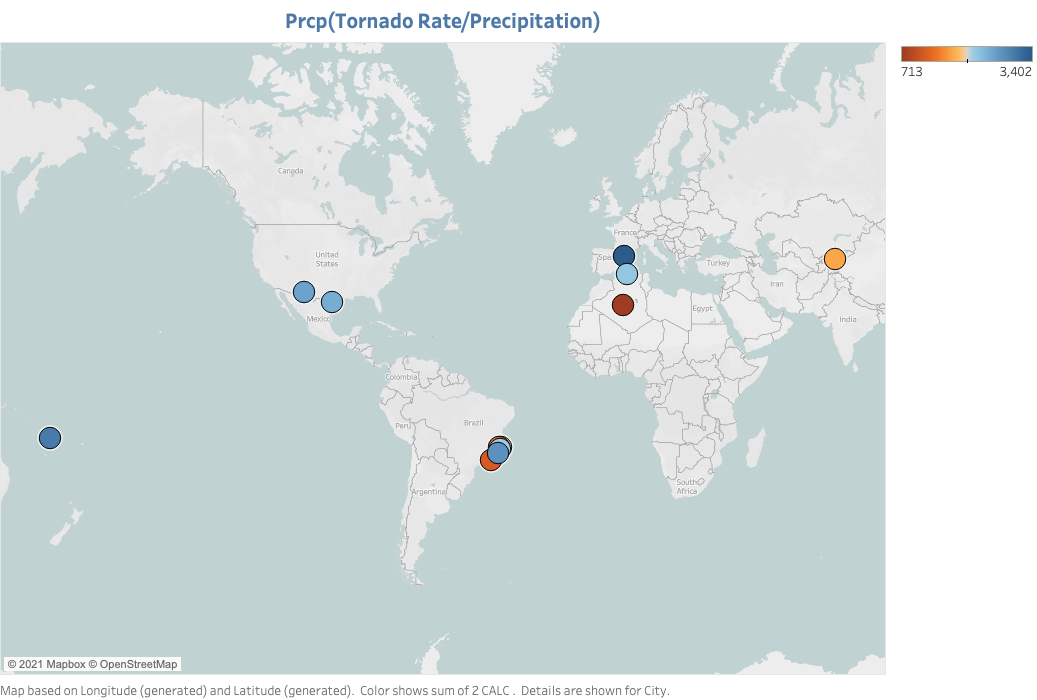 Prcp(Tornado Rate/Precipitation)
713
3,402
Canada
United
States
Mexico
Colombia
Brazil
Peru
Argentina
France
Turkey
Iran
Egypt
India
South
Africa
© 2021 Mapbox © OpenStreetMap
Map based on Longitude (generated) and Latitude (generated). Color shows sum of 2 CALC . Details are shown for City.